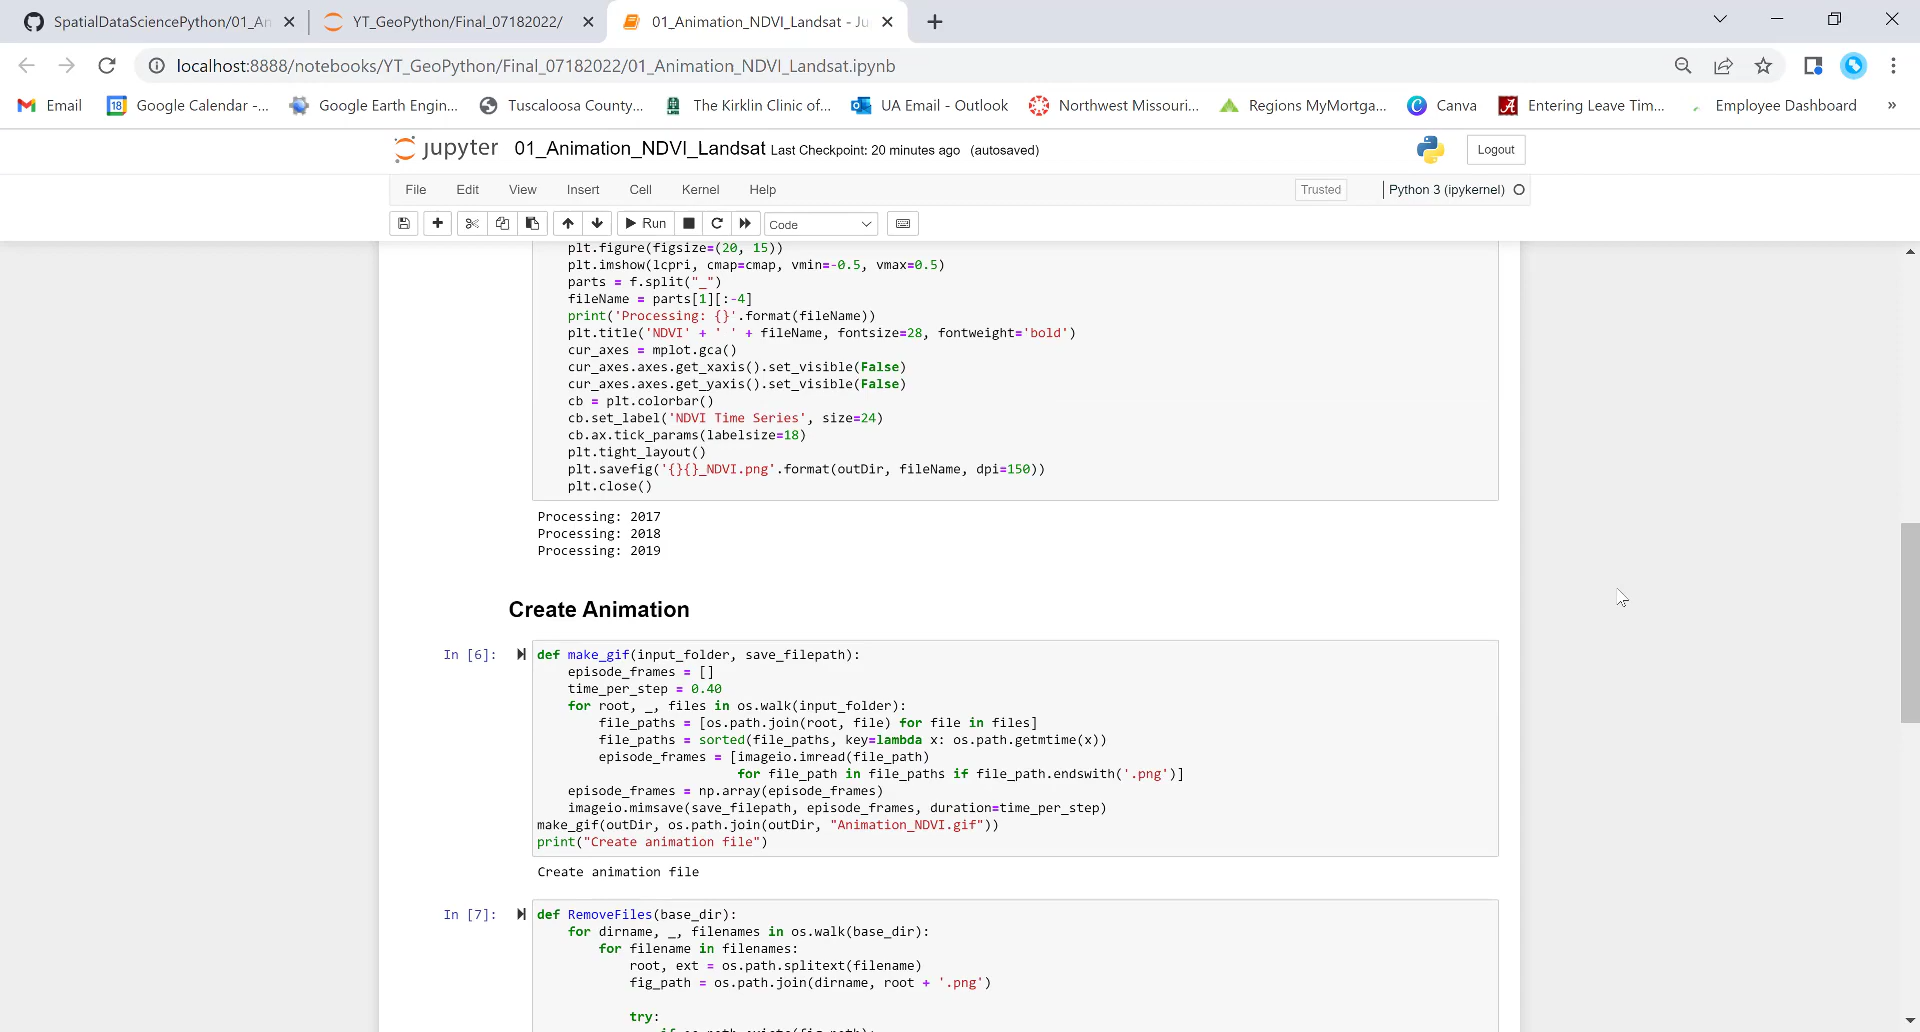 SpatialDataSciencePython/01_An
YT_GeoPython/Final_07182022/
01_Animation_NDVI_Landsat - Ju
localhost:8888/notebooks/YT_GeoPython/Final_07182022/01_Animation_NDVI_Landsat.ipynb
Email
18
Google Calendar -...
Google Earth Engin...
Tuscaloosa County...
The Kirklin Clinic of...
UA Email - Outlook
Northwest Missouri...
Regions MyMortga...
Canva
Entering Leave Tim...
Employee Dashboard
»
jupyter 01_Animation_NDVI_Landsat Last Checkpoint: 20 minutes ago (autosaved)
Logout
File Edit View Insert Cell Kernel Help
Trusted
Python 3 (ipykernel)
Run
Code
plt.figure(figsize=(20, 15))
plt.imshow(lcpri, cmap=cmap, vmin=-0.5, vmax=0.5)
parts = f.split("_")
fileName = parts[1][:-4]
print('Processing: {}'.format(fileName))
plt.title('NDVI' + ' ' + fileName, fontsize=28, fontweight='bold')
cur_axes = mplot.gca()
cur_axes.axes.get_xaxis().set_visible(False)
cur_axes.axes.get_yaxis().set_visible(False)
cb = plt.colorbar()
cb.set_label('NDVI Time Series', size=24)
cb.ax.tick_params(labelsize=18)
plt.tight_layout()
plt.savefig('{}{}_NDVI.png'.format(outDir, fileName, dpi=150))
plt.close()
Processing: 2017
Processing: 2018
Processing: 2019
Create Animation
In [6]:
def make_gif(input_folder, save_filepath):
episode_frames = []
time_per_step = 0.40
for root, _, files in os.walk(input_folder):
file_paths = [os.path.join(root, file) for file in files]
file_paths = sorted(file_paths, key=lambda x: os.path.getmtime(x))
episode_frames = [imageio.imread(file_path)
for file_path in file_paths if file_path.endswith('.png')]
episode_frames = np.array(episode_frames)
imageio.mimsave(save_filepath, episode_frames, duration=time_per_step)
make_gif(outDir, os.path.join(outDir, "Animation_NDVI.gif"))
print("Create animation file")
Create animation file
In [7]:
def RemoveFiles(base_dir):
for dirname, _, filenames in os.walk(base_dir):
for filename in filenames:
root, ext = os.path.splitext(filename)
fig_path = os.path.join(dirname, root + '.png')
try: